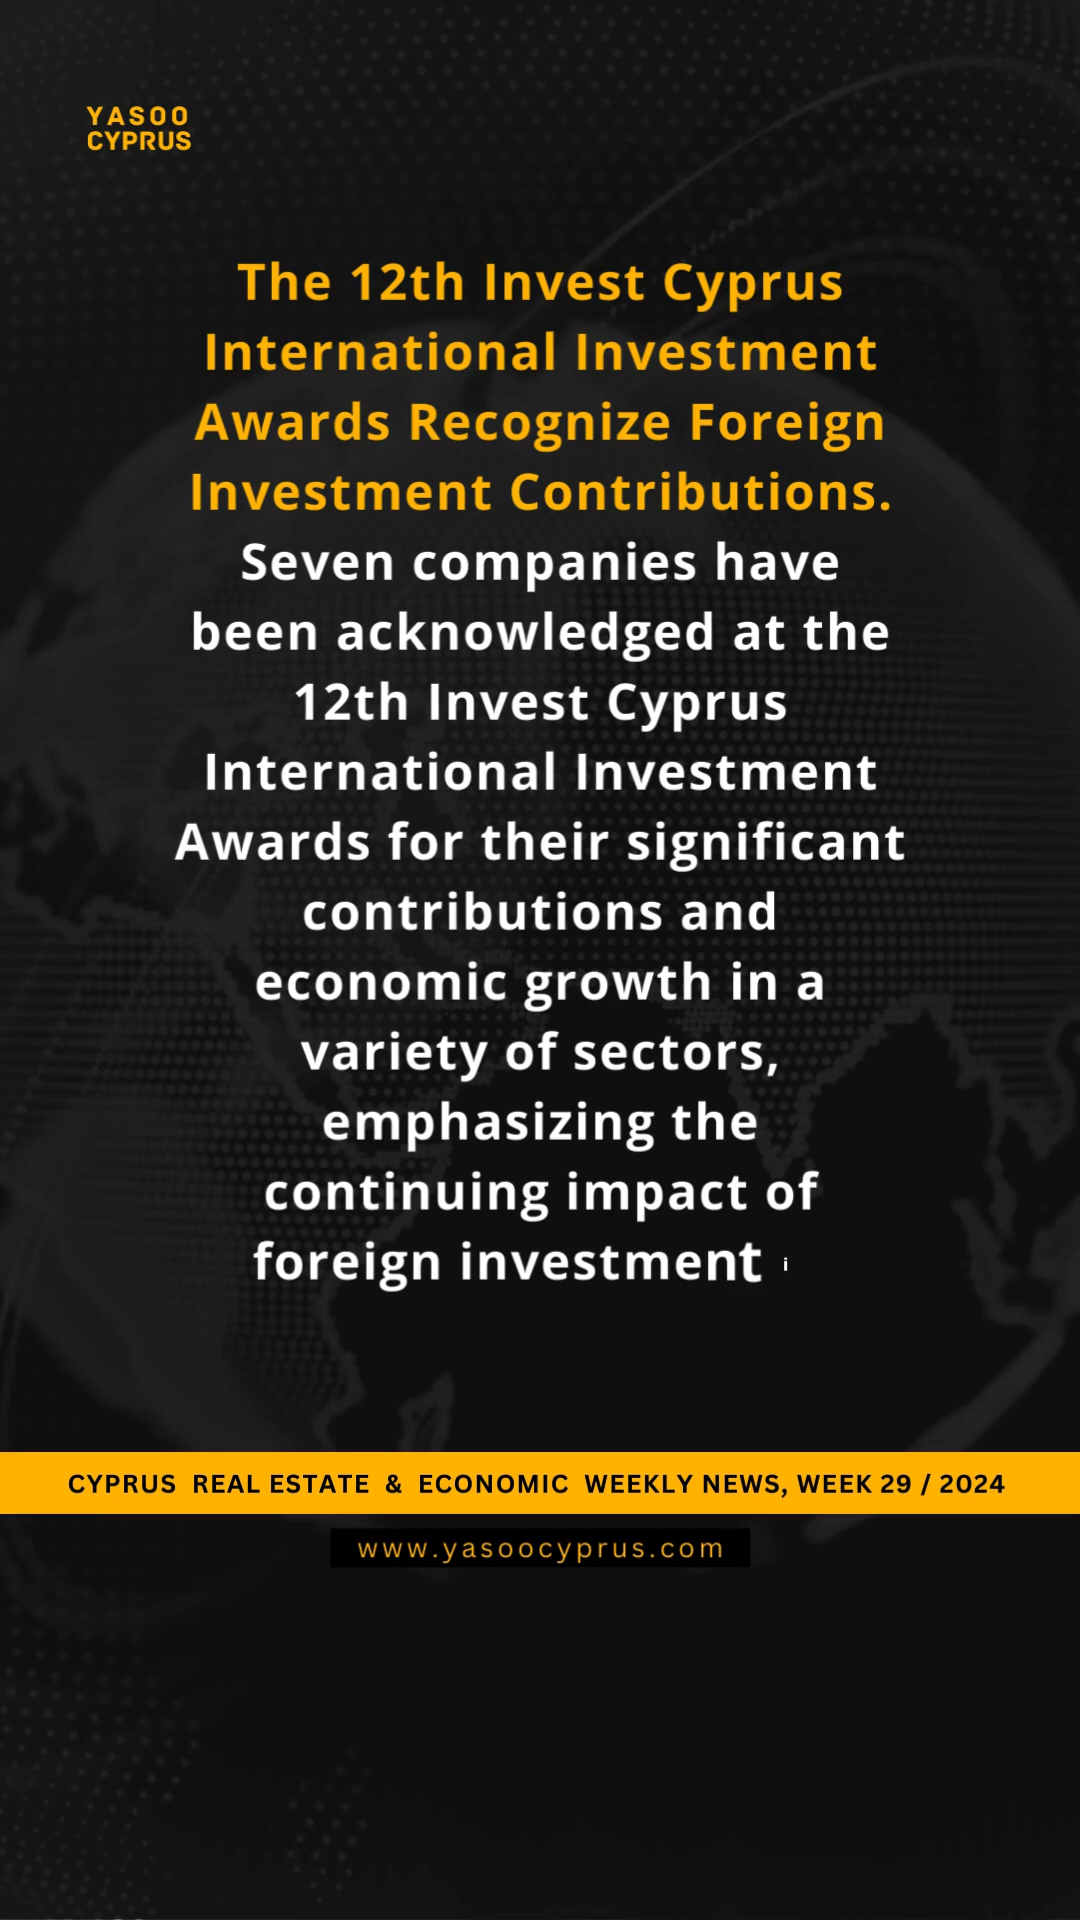 YASOO
CYPRUS
The 12th Invest Cyprus
International Investment
Awards Recognize Foreign
Investment Contributions.
Seven companies have
been acknowledged at the
12th Invest Cyprus
International Investment
Awards for their significant
contributions and
economic growth in a
variety of sectors,
emphasizing the
continuing impact of
foreign investment i
CYPRUS REAL ESTATE & ECONOMIC WEEKLY NEWS, WEEK 29 / 2024
www.yasoocyprus.com